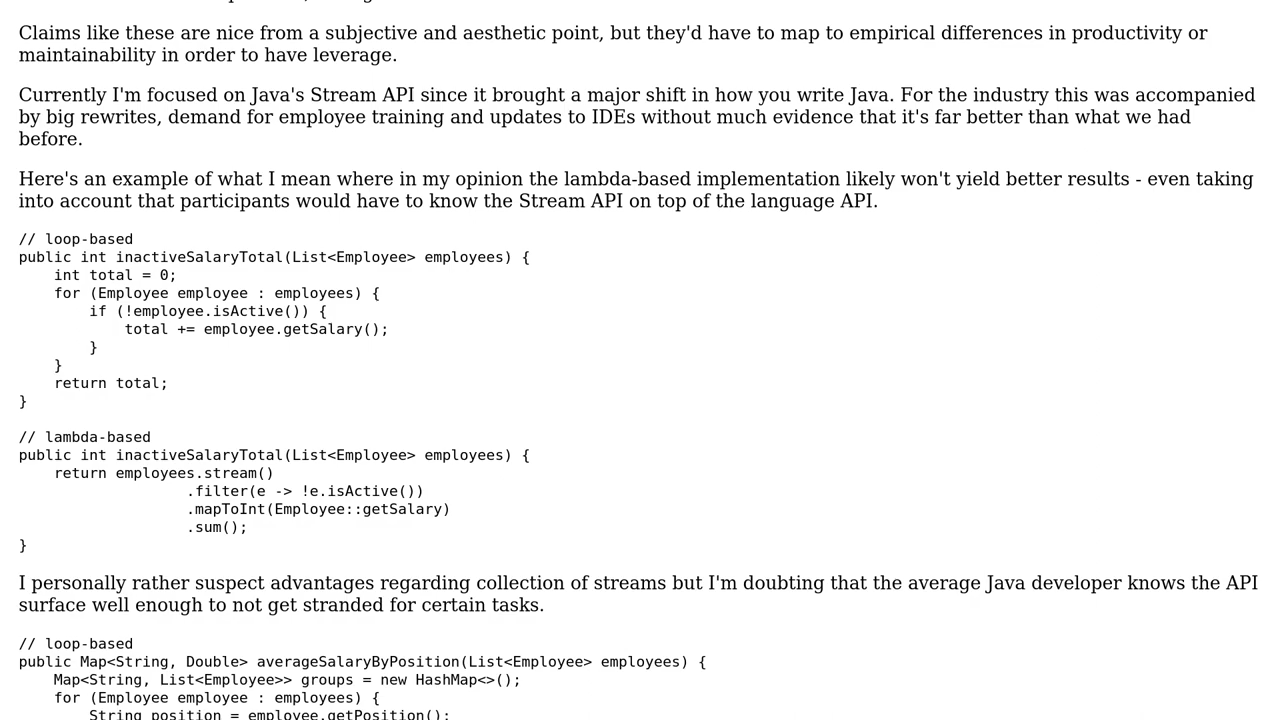 Claims like these are nice from a subjective and aesthetic point, but they'd have to map to empirical differences in productivity or
maintainability in order to have leverage.
Currently I'm focused on Java's Stream API since it brought a major shift in how you write Java. For the industry this was accompanied
by big rewrites, demand for employee training and updates to IDEs without much evidence that it's far better than what we had
before.
Here's an example of what I mean where in my opinion the lambda-based implementation likely won't yield better results - even taking
into account that participants would have to know the Stream API on top of the language API.
// loop-based
public int inactiveSalaryTotal(List<Employee> employees) {
    int total = 0;
    for (Employee employee : employees) {
        if (!employee.isActive()) {
            total += employee.getSalary();
        }
    }
    return total;
}
// lambda-based
public int inactiveSalaryTotal(List<Employee> employees) {
    return employees.stream()
                   .filter(e -> !e.isActive())
                   .mapToInt(Employee::getSalary)
                   .sum();
}
I personally rather suspect advantages regarding collection of streams but I'm doubting that the average Java developer knows the API
surface well enough to not get stranded for certain tasks.
// loop-based
public Map<String, Double> averageSalaryByPosition(List<Employee> employees) {
    Map<String, List<Employee>> groups = new HashMap<>();
    for (Employee employee : employees) {
        String position = employee.getPosition();